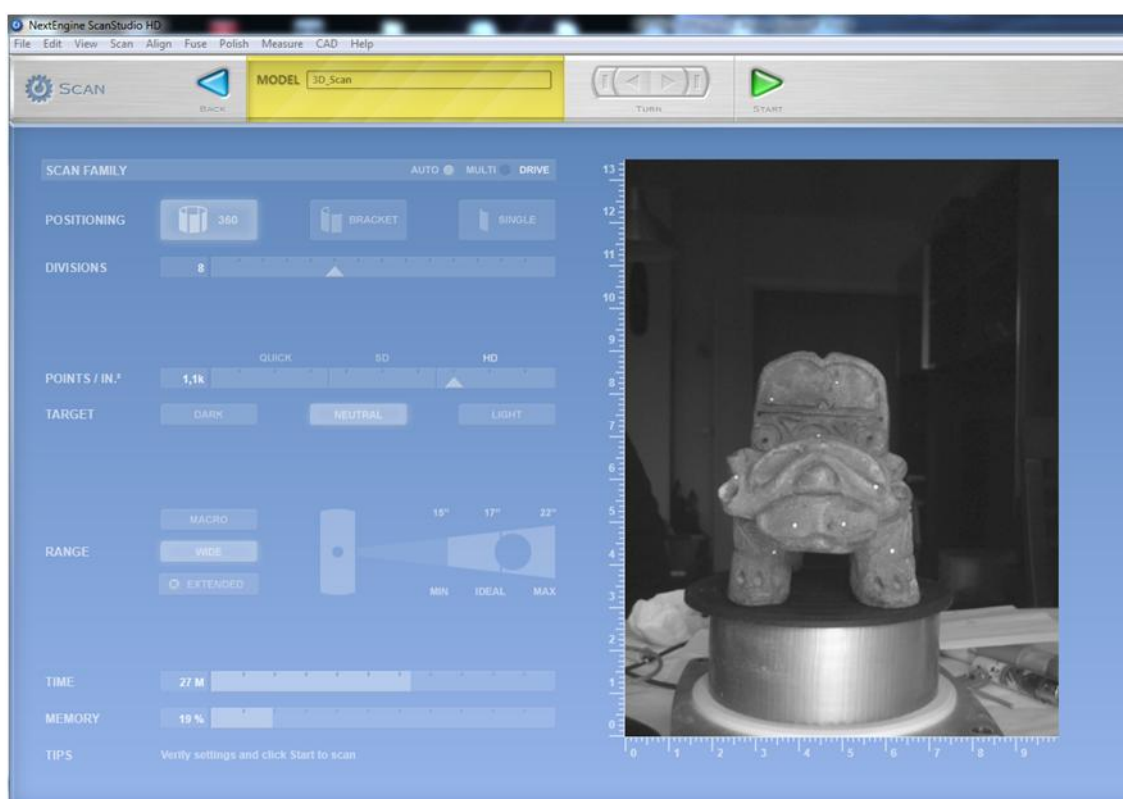 NextEngine ScanStudio HD
File Edit View Scan Align Fuse Polish Measure CAD Help
SCAN
BACK
MODEL 3D_Scan
TURN
START
SCAN FAMILY AUTO MULTI DRIVE
POSITIONING 360 BRACKET SINGLE
DIVISIONS 8
QUICK SD HD
POINTS / IN.² 1,1k
TARGET DARK NEUTRAL LIGHT
RANGE
MACRO
WIDE
EXTENDED
15" 17" 22"
MIN IDEAL MAX
TIME 27 M
MEMORY 19 %
TIPS Verify settings and click Start to scan
13
12
11
10
9
8
7
6
5
4
3
2
1
0
0 1 2 3 4 5 6 7 8 9